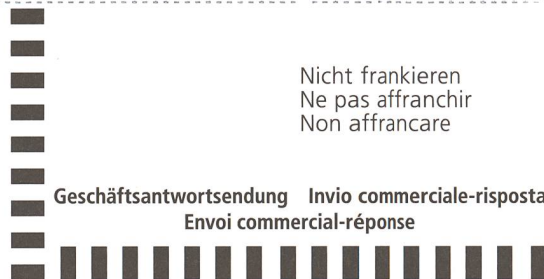 Nicht frankieren
Ne pas affranchir
Non affrancare
Geschäftsantwortsendung Invio commerciale-risposta
Envoi commercial-réponse